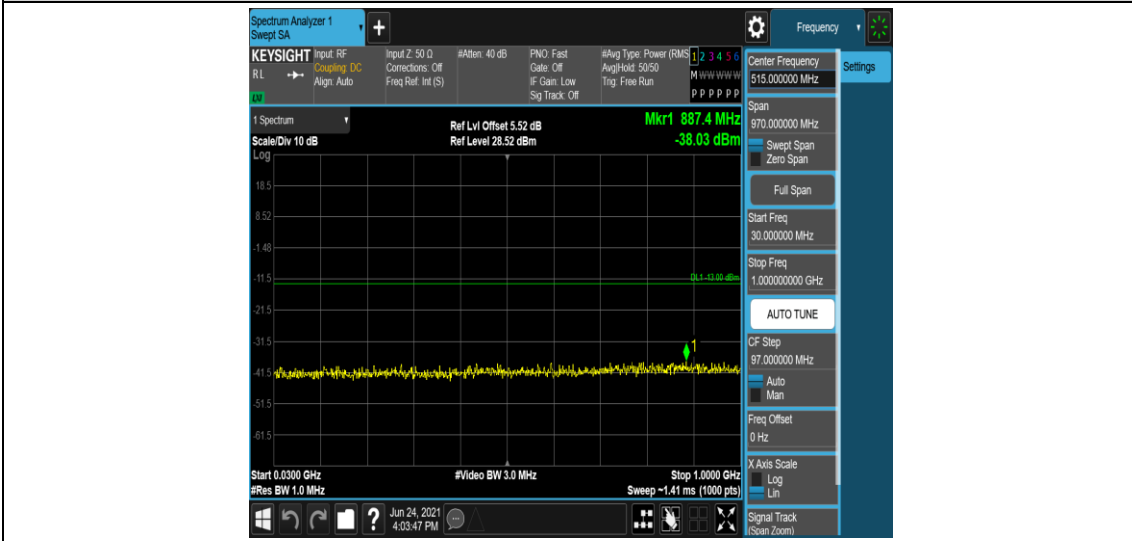 Spectrum Analyzer 1
Swept SA
+
Frequency
KEYSIGHT
RL
LNI
Input: RF
Coupling: DC
Align: Auto
Input Z: 50 Ω
Corrections: Off
Freq Ref: Int (S)
#Atten: 40 dB
PNO: Fast
Gate: Off
IF Gain: Low
Sig Track: Off
#Avg Type: Power (RMS
Avg|Hold: 50/50
Trig: Free Run
1 2 3 4 5 6
M W W W W W
P P P P P P
1 Spectrum
Scale/Div 10 dB
Ref Lvl Offset 5.52 dB
Ref Level 28.52 dBm
Mkr1 887.4 MHz
-38.03 dBm
Log
18.5
8.52
-1.48
-11.5
DL1 -13.00 dBm
-21.5
-31.5
1
-41.5
-51.5
-61.5
Start 0.0300 GHz
#Video BW 3.0 MHz
Stop 1.0000 GHz
#Res BW 1.0 MHz
Sweep ~1.41 ms (1000 pts)
?
Jun 24, 2021
4:03:47 PM
Center Frequency
515.000000 MHz
Settings
Span
970.000000 MHz
Swept Span
Zero Span
Full Span
Start Freq
30.000000 MHz
Stop Freq
1.000000000 GHz
AUTO TUNE
CF Step
97.000000 MHz
Auto
Man
Freq Offset
0 Hz
X Axis Scale
Log
Lin
Signal Track
(Span Zoom)